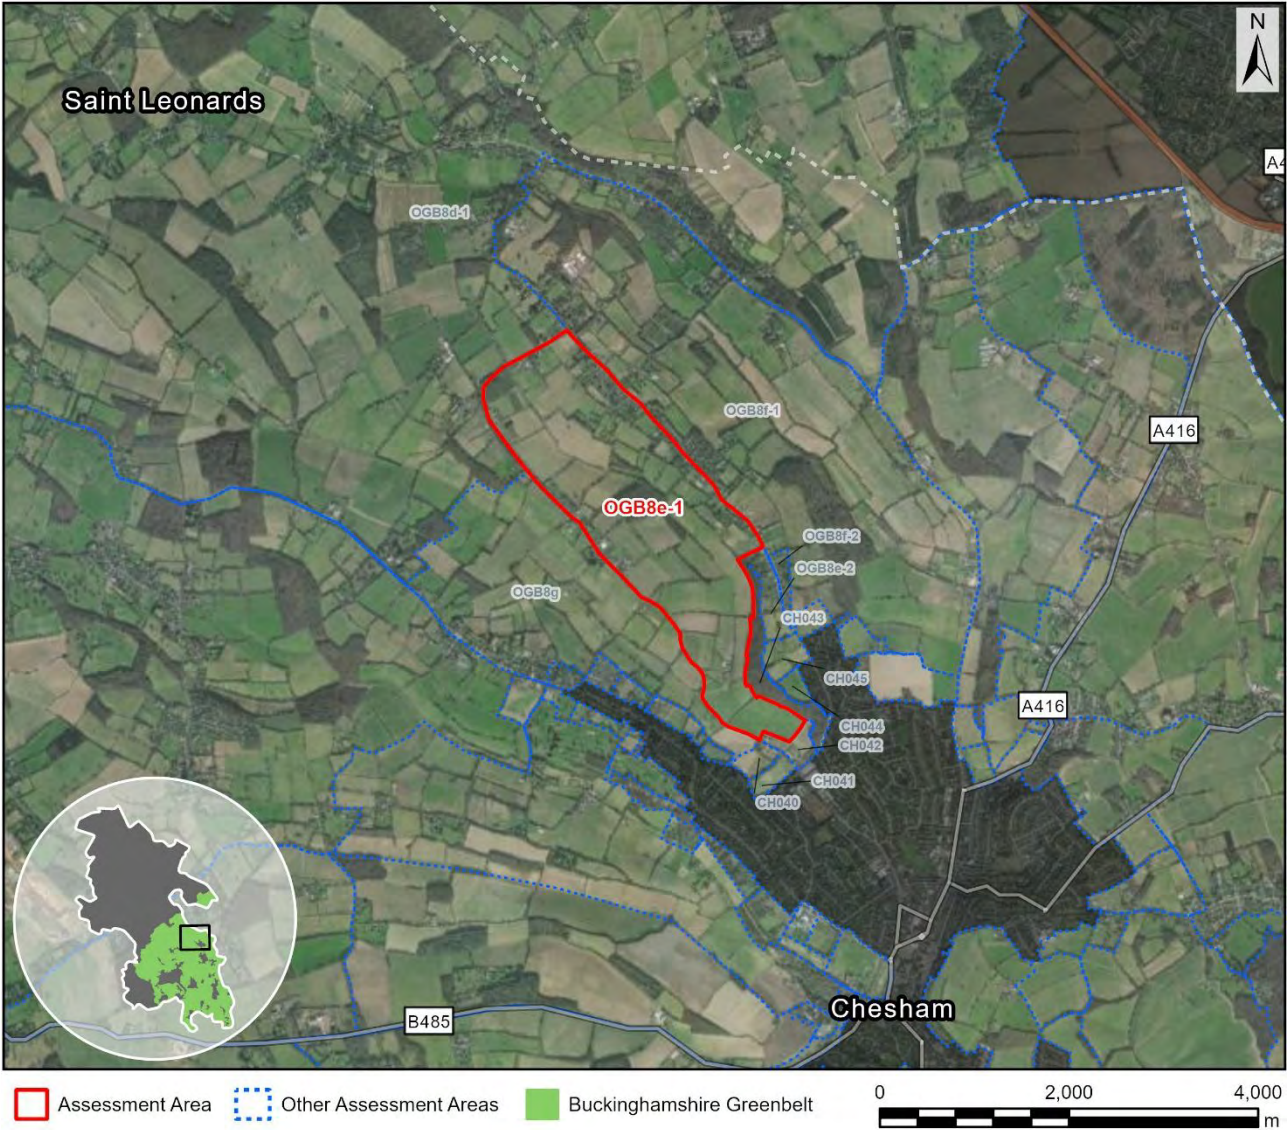 N
Saint Leonards
A4
OGB8d-1
OGB8f-1
A416
OGB8e-1
OGB8f-2
OGB8e-2
OGB8g
CH043
CH045
A416
CH044
CH042
CH041
CH040
Chesham
B485
Assessment Area
Other Assessment Areas
Buckinghamshire Greenbelt
0 2,000 4,000
m